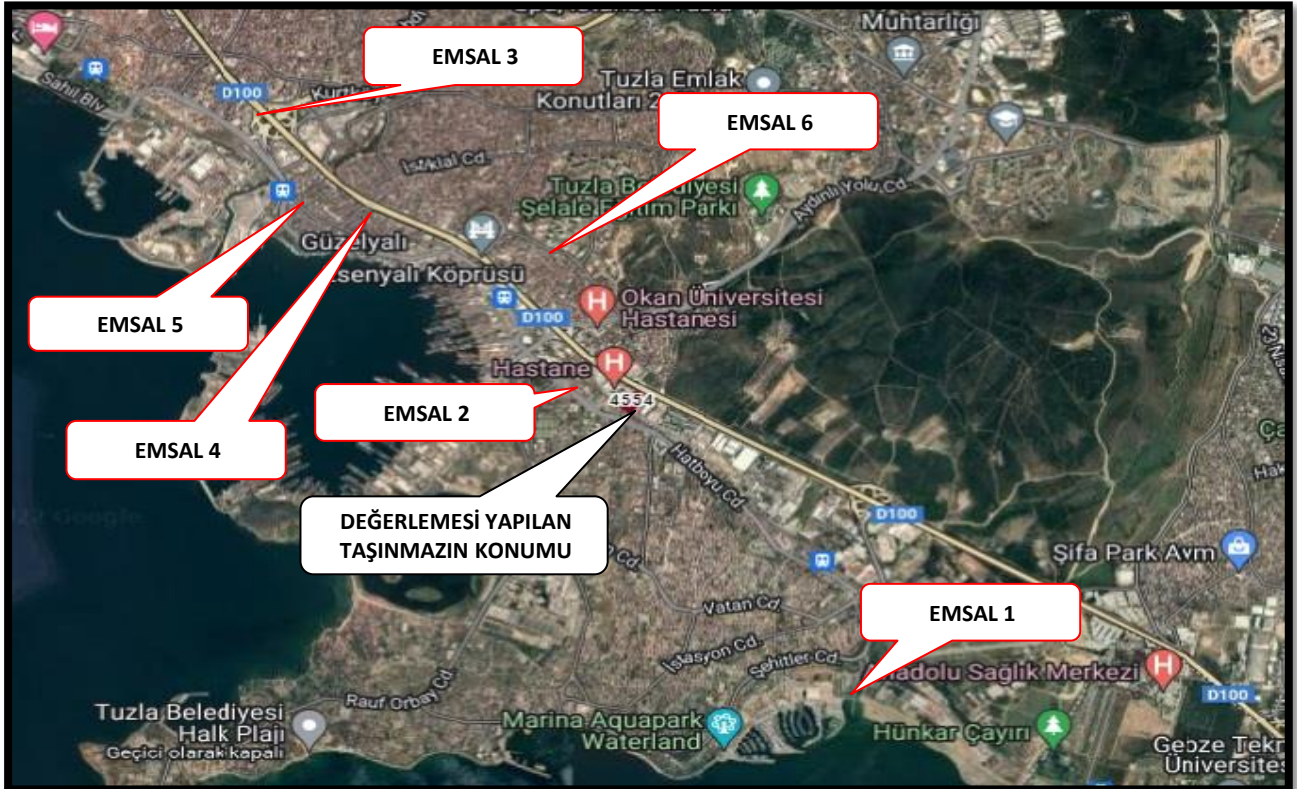 Muhtarlığı
EMSAL 3
Sahil Blv
D100
Tuzla Emlak
Konutları 2
EMSAL 6
İstiklal Cd.
Tuzla Belediyesi
Şelale Eğitim Parkı
Aydınlı Yolu Cd.
Güzelyalı
Esenyalı Köprüsü
EMSAL 5
D100
Okan Üniversitesi
Hastanesi
Hastane
4554
EMSAL 2
EMSAL 4
Hatboyu Cd.
DEĞERLEMESİ YAPILAN
TAŞINMAZIN KONUMU
D100
Şifa Park Avm
EMSAL 1
Vatan Cd.
İstasyon Cd.
Şehitler Cd.
Anadolu Sağlık Merkezi
D100
Rauf Orbay Cd.
Tuzla Belediyesi
Halk Plajı
Geçici olarak kapalı
Marina Aquapark
Waterland
Hünkar Çayırı
Gebze Tekn
Üniversites